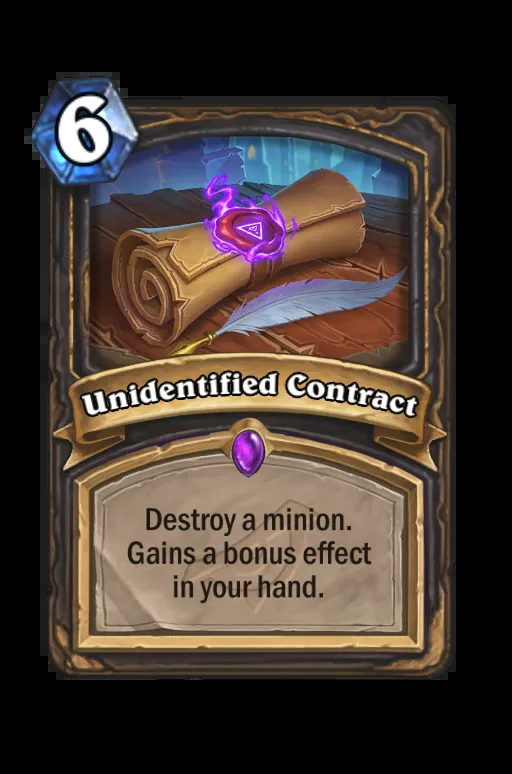 6
Unidentified Contract
Destroy a minion.
Gains a bonus effect
in your hand.